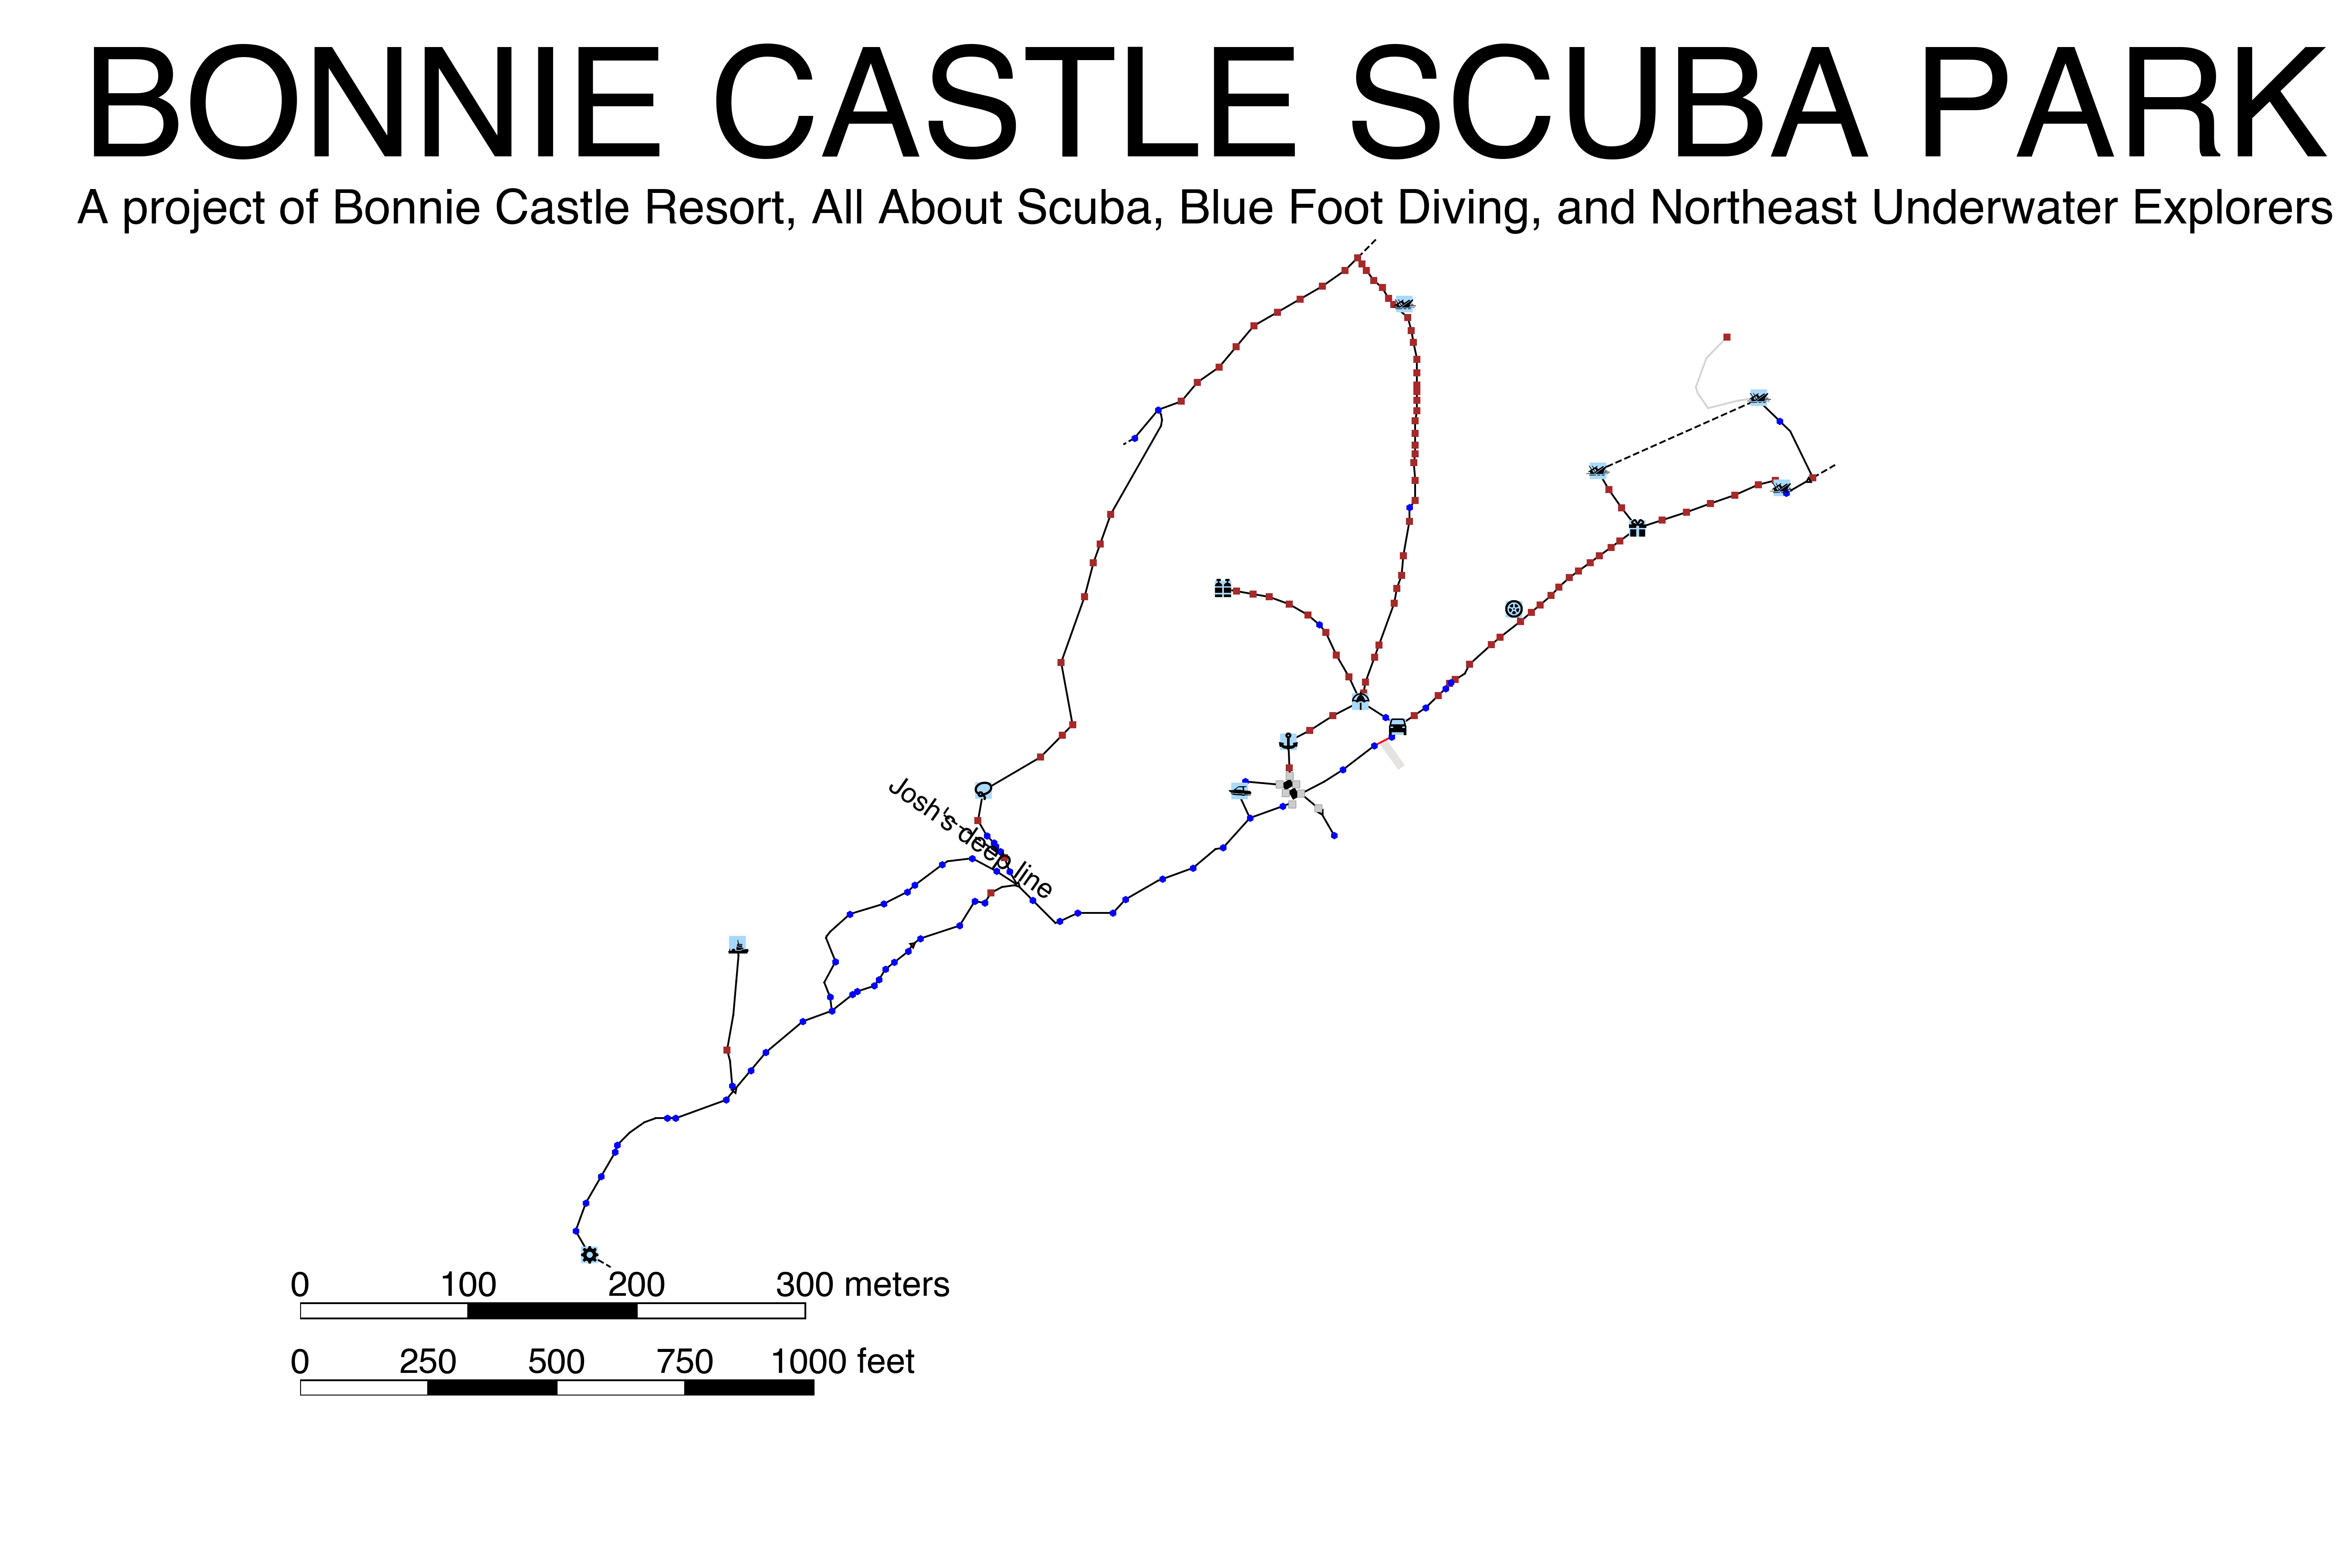 BONNIE CASTLE SCUBA PARK
A project of Bonnie Castle Resort, All About Scuba, Blue Foot Diving, and Northeast Underwater Explorers
Josh's deep line
0 100 200 300 meters
0 250 500 750 1000 feet